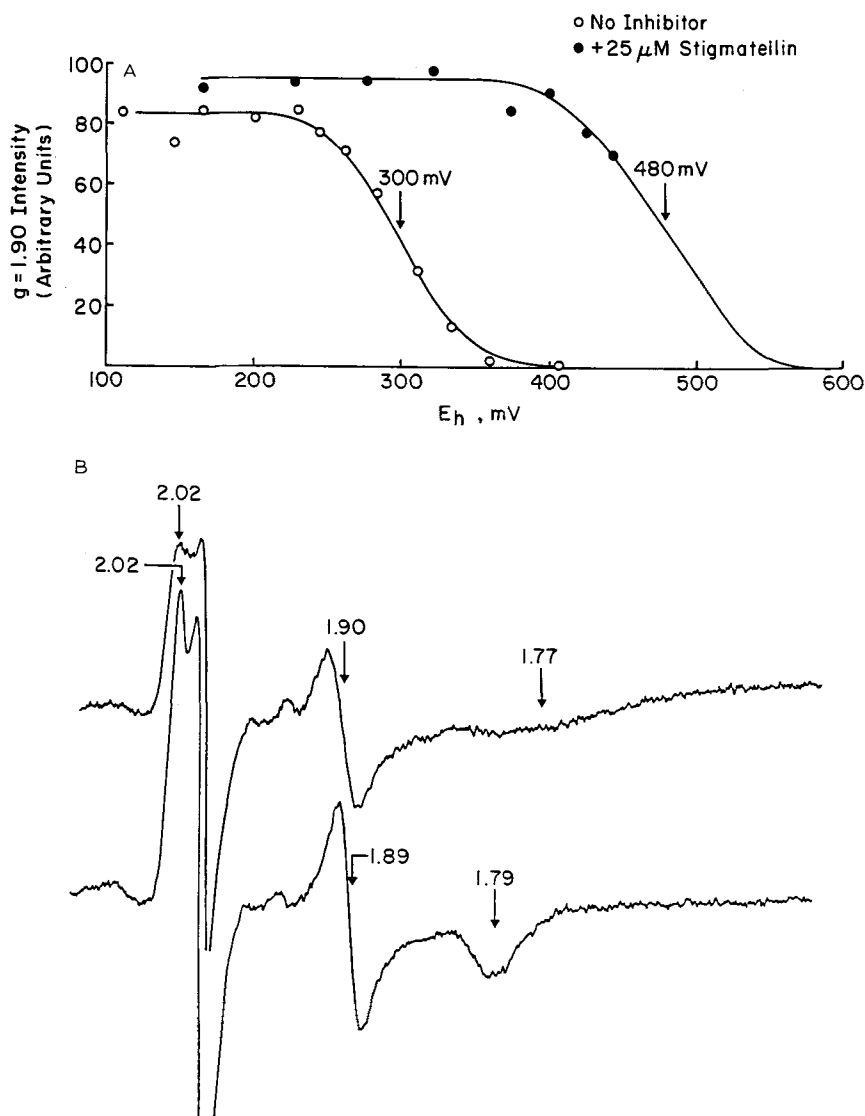 ○ No Inhibitor
● +25 μM Stigmatellin
A
g=1.90 Intensity
(Arbitrary Units)
100
80
60
40
20
300 mV
480 mV
100
200
300
400
500
600
Eh , mV
B
2.02
2.02
1.90
1.77
1.89
1.79